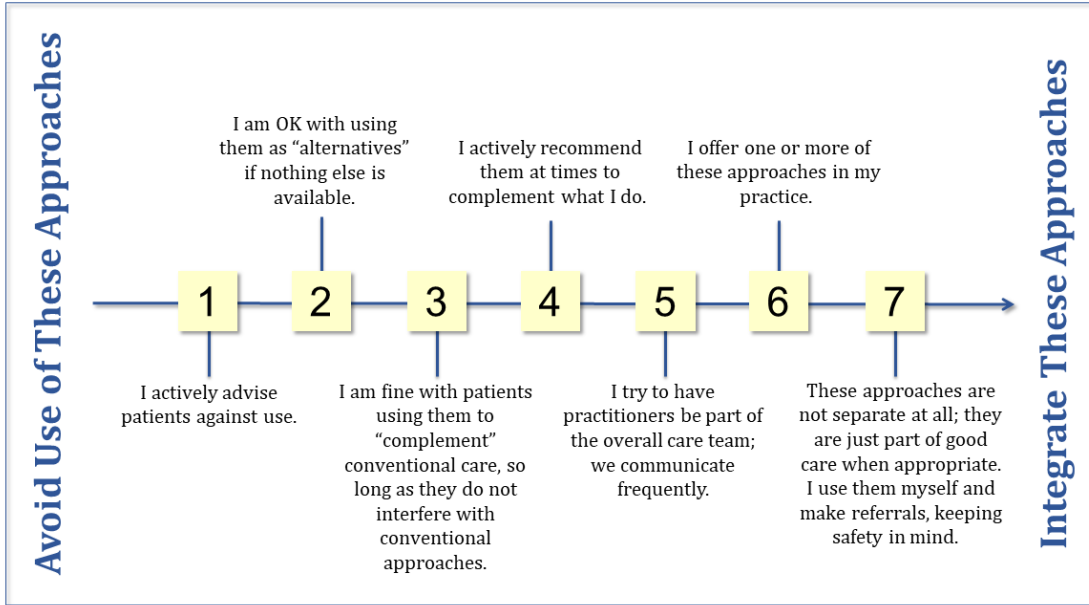 Avoid Use of These Approaches
I am OK with using
them as “alternatives”
if nothing else is
available.
I actively recommend
them at times to
complement what I do.
I offer one or more of
these approaches in my
practice.
1
2
3
4
5
6
7
I actively advise
patients against use.
I am fine with patients
using them to
“complement”
conventional care, so
long as they do not
interfere with
conventional
approaches.
I try to have
practitioners be part of
the overall care team;
we communicate
frequently.
These approaches are
not separate at all; they
are just part of good
care when appropriate.
I use them myself and
make referrals, keeping
safety in mind.
Integrate These Approaches